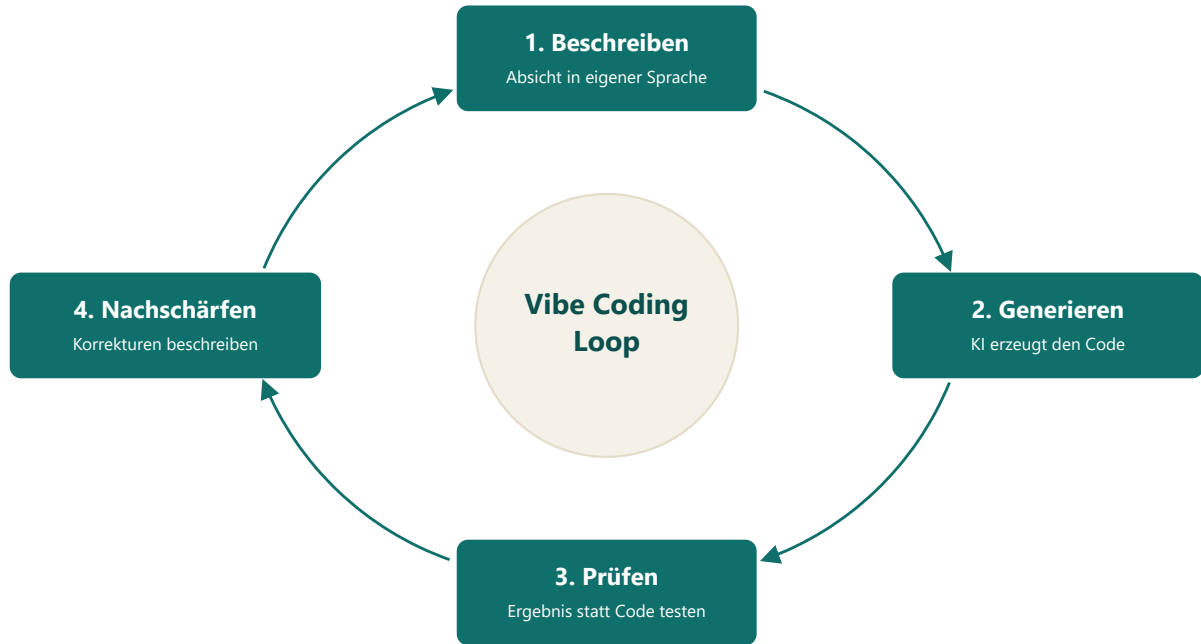 1. Beschreiben
Absicht in eigener Sprache
Vibe Coding
Loop
4. Nachschärfen
Korrekturen beschreiben
2. Generieren
KI erzeugt den Code
3. Prüfen
Ergebnis statt Code testen